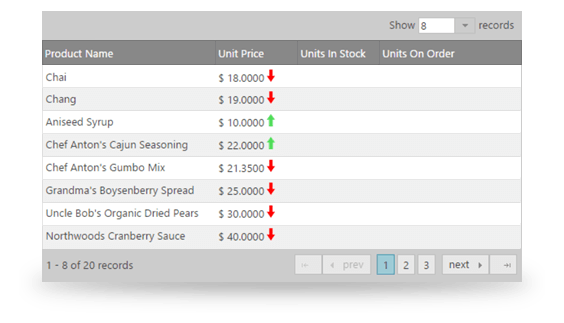 Show 8 records
Product Name Unit Price Units In Stock Units On Order
Chai $ 18.0000
Chang $ 19.0000
Aniseed Syrup $ 10.0000
Chef Anton's Cajun Seasoning $ 22.0000
Chef Anton's Gumbo Mix $ 21.3500
Grandma's Boysenberry Spread $ 25.0000
Uncle Bob's Organic Dried Pears $ 30.0000
Northwoods Cranberry Sauce $ 40.0000
1 - 8 of 20 records prev 1 2 3 next